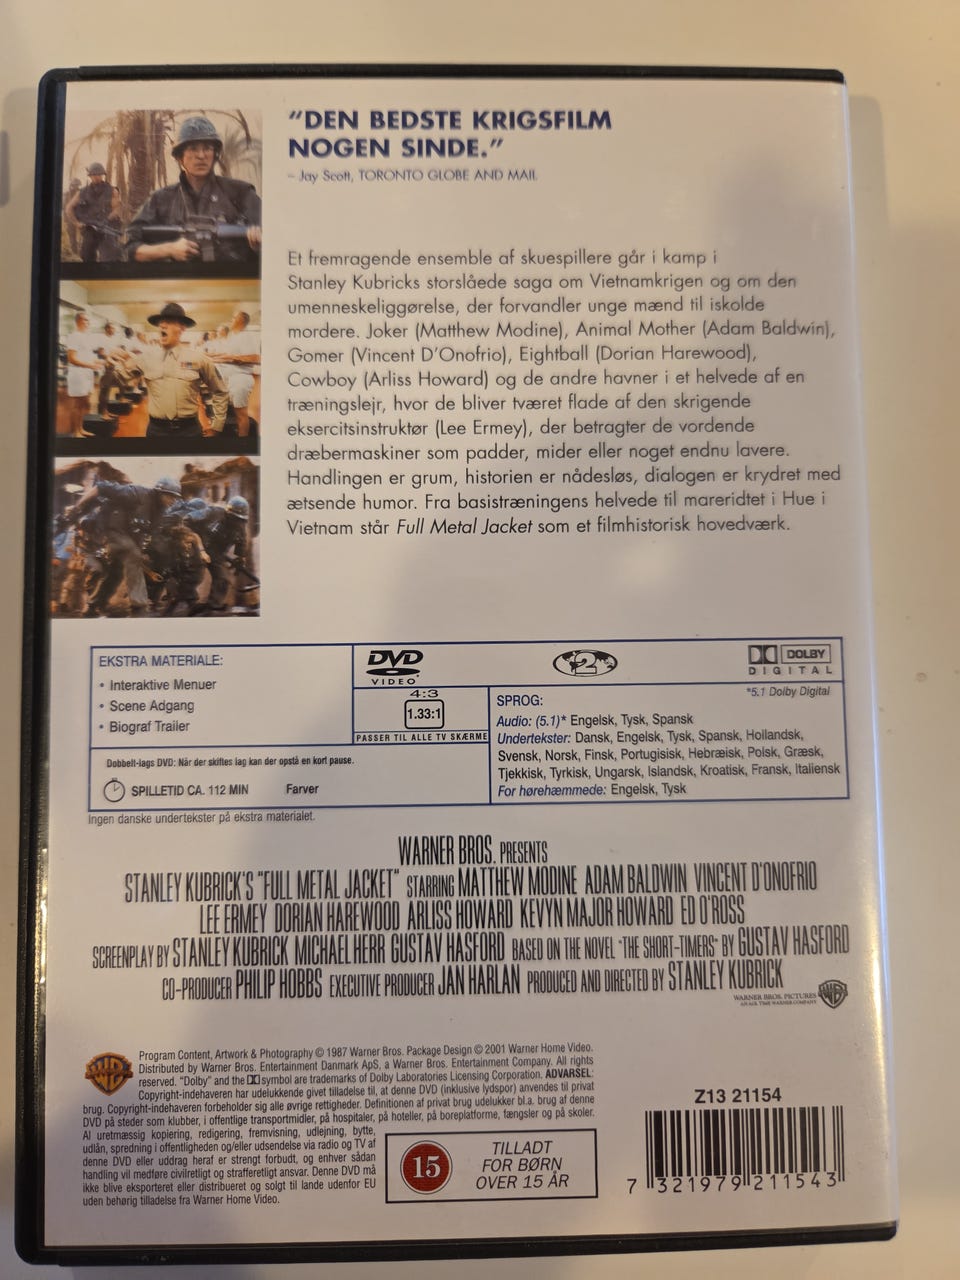 "DEN BEDSTE KRIGSFILM
NOGEN SINDE."
– Jay Scott, TORONTO GLOBE AND MAIL
Et fremragende ensemble af skuespillere går i kamp i
Stanley Kubricks storslåede saga om Vietnamkrigen og om den
umenneskeliggørelse, der forvandler unge mænd til iskolde
mordere. Joker (Matthew Modine), Animal Mother (Adam Baldwin),
Gomer (Vincent D'Onofrio), Eightball (Dorian Harewood),
Cowboy (Arliss Howard) og de andre havner i et helvede af en
træningslejr, hvor de bliver tværet flade af den skrigende
eksercitsinstruktør (Lee Ermey), der betragter de vordende
dræbermaskiner som padder, mider eller noget endnu lavere.
Handlingen er grum, historien er nådesløs, dialogen er krydret med
ætsende humor. Fra basistræningens helvede til mareridtet i Hue i
Vietnam står Full Metal Jacket som et filmhistorisk hovedværk.
EKSTRA MATERIALE:
• Interaktive Menuer
• Scene Adgang
• Biograf Trailer
DVD
VIDEO
4:3
1.33:1
PASSER TIL ALLE TV SKÆRME
2
DOLBY
DIGITAL
*5.1 Dolby Digital
SPROG:
Audio: (5.1)* Engelsk, Tysk, Spansk
Undertekster: Dansk, Engelsk, Tysk, Spansk, Hollandsk,
Svensk, Norsk, Finsk, Portugisisk, Hebræisk, Polsk, Græsk,
Tjekkisk, Tyrkisk, Ungarsk, Islandsk, Kroatisk, Fransk, Italiensk
For hørehæmmede: Engelsk, Tysk
Dobbelt-lags DVD: Når der skiftes lag kan der opstå en kort pause.
SPILLETID CA. 112 MIN Farver
Ingen danske undertekster på ekstra materialet.
WARNER BROS. PRESENTS
STANLEY KUBRICK'S "FULL METAL JACKET" STARRING MATTHEW MODINE ADAM BALDWIN VINCENT D'ONOFRIO
LEE ERMEY DORIAN HAREWOOD ARLISS HOWARD KEVYN MAJOR HOWARD ED O'ROSS
SCREENPLAY BY STANLEY KUBRICK MICHAEL HERR GUSTAV HASFORD BASED ON THE NOVEL "THE SHORT-TIMERS" BY GUSTAV HASFORD
CO-PRODUCER PHILIP HOBBS EXECUTIVE PRODUCER JAN HARLAN PRODUCED AND DIRECTED BY STANLEY KUBRICK
WARNER BROS. PICTURES
AN AOL TIME WARNER COMPANY
Program Content, Artwork & Photography © 1987 Warner Bros. Package Design © 2001 Warner Home Video.
Distributed by Warner Bros. Entertainment Danmark ApS, a Warner Bros. Entertainment Company. All rights
reserved. "Dolby" and the symbol are trademarks of Dolby Laboratories Licensing Corporation. ADVARSEL:
Copyright-indehaveren har udelukkende givet tilladelse til, at denne DVD (inklusive lydspor) anvendes til privat
brug. Copyright-indehaveren forbeholder sig alle øvrige rettigheder. Definitionen af privat brug udelukker bl.a. brug af denne
DVD på steder som klubber, i offentlige transportmidler, på hospitaler, på hoteller, på boreplatforme, fængsler og på skoler.
Al uretmæssig kopiering, redigering, fremvisning, udlejning, bytte,
udlån, spredning i offentligheden og/eller udsendelse via radio og TV af
denne DVD eller uddrag heraf er strengt forbudt, og enhver sådan
handling vil medføre civilretligt og strafferetligt ansvar. Denne DVD må
ikke blive eksporteret eller distribueret og solgt til lande udenfor EU
uden behørig tilladelse fra Warner Home Video.
15
TILLADT
FOR BØRN
OVER 15 ÅR
Z13 21154
7 321979 211543